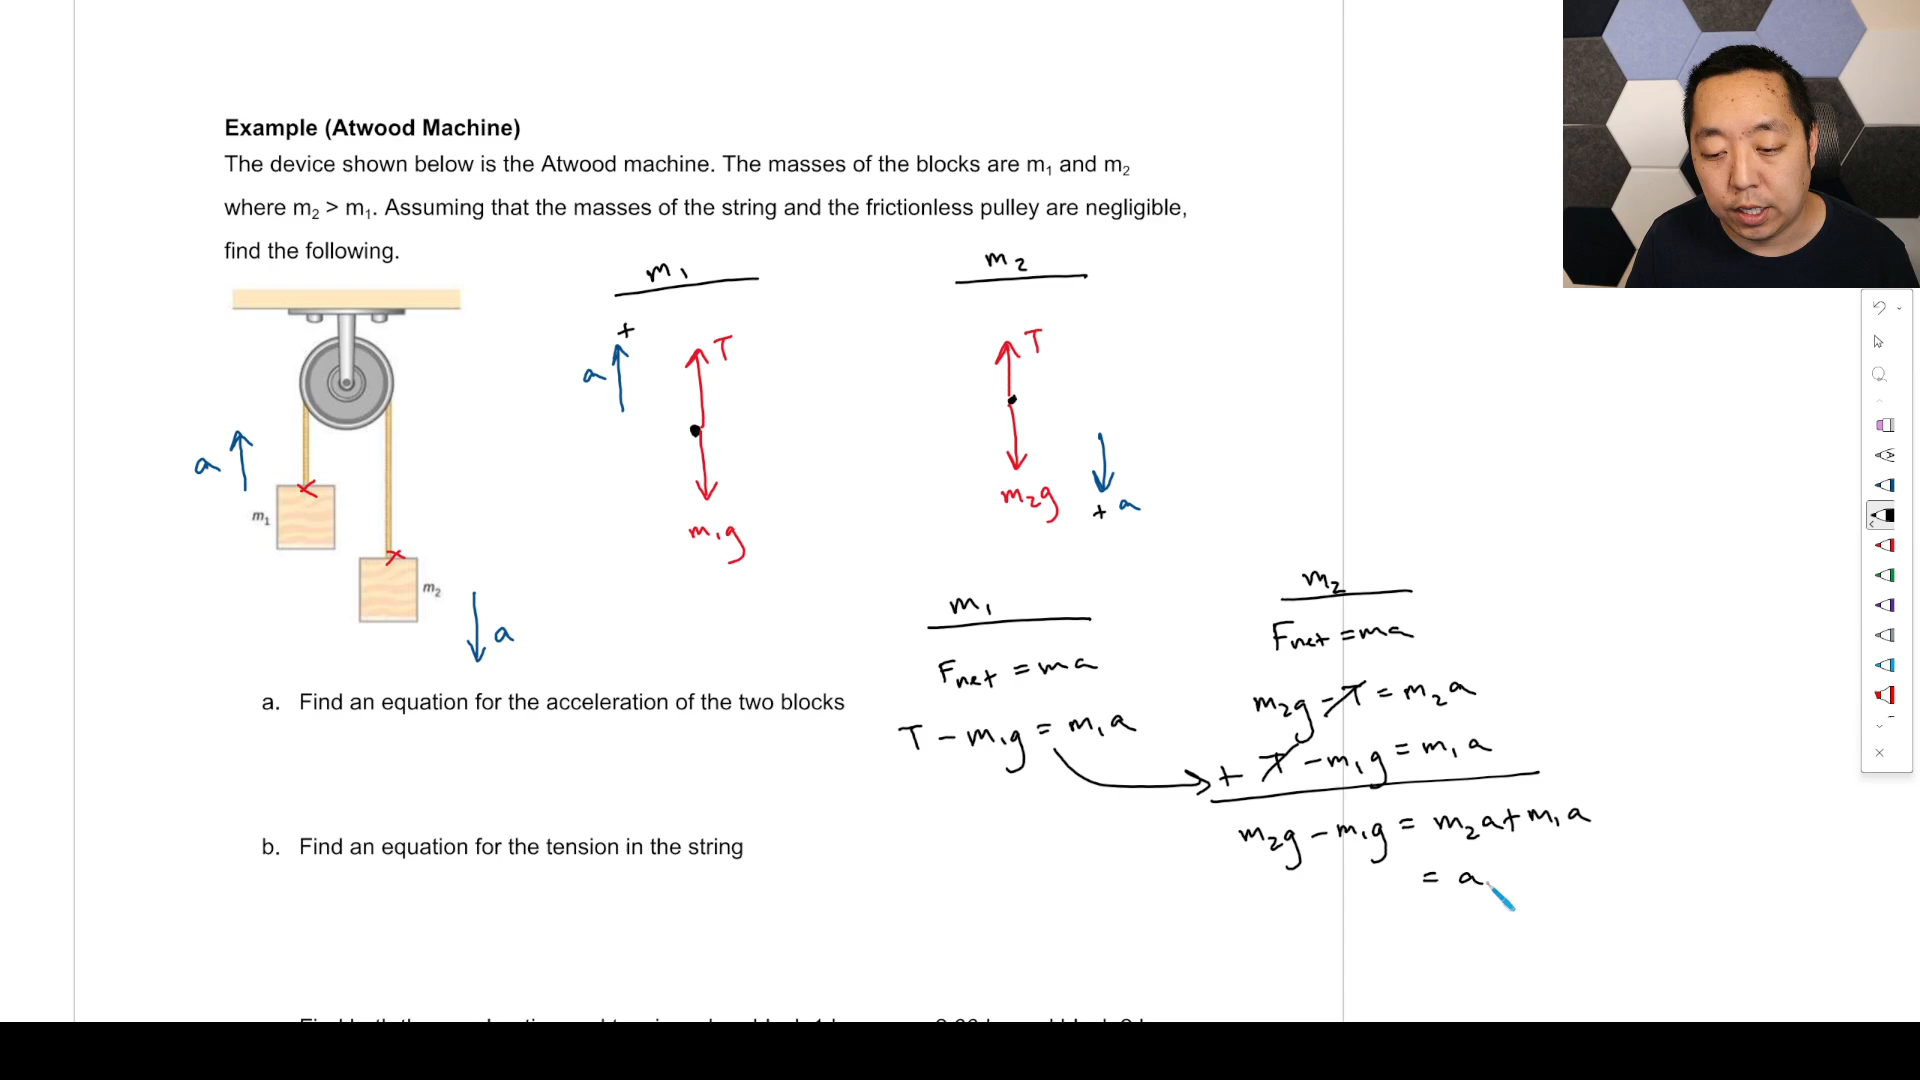 Example (Atwood Machine)
The device shown below is the Atwood machine. The masses of the blocks are m₁ and m₂
where m₂ > m₁. Assuming that the masses of the string and the frictionless pulley are negligible,
find the following.
m₁
m₂
+
a
T
m₁g
T
m₂g
+ a
a
m₁
m₂
a
m₁
Fnet = ma
T - m₁g = m₁a
m₂
Fnet = ma
m₂g - T = m₂a
+ T - m₁g = m₁a
m₂g - m₁g = m₂a + m₁a
= a
a. Find an equation for the acceleration of the two blocks
b. Find an equation for the tension in the string